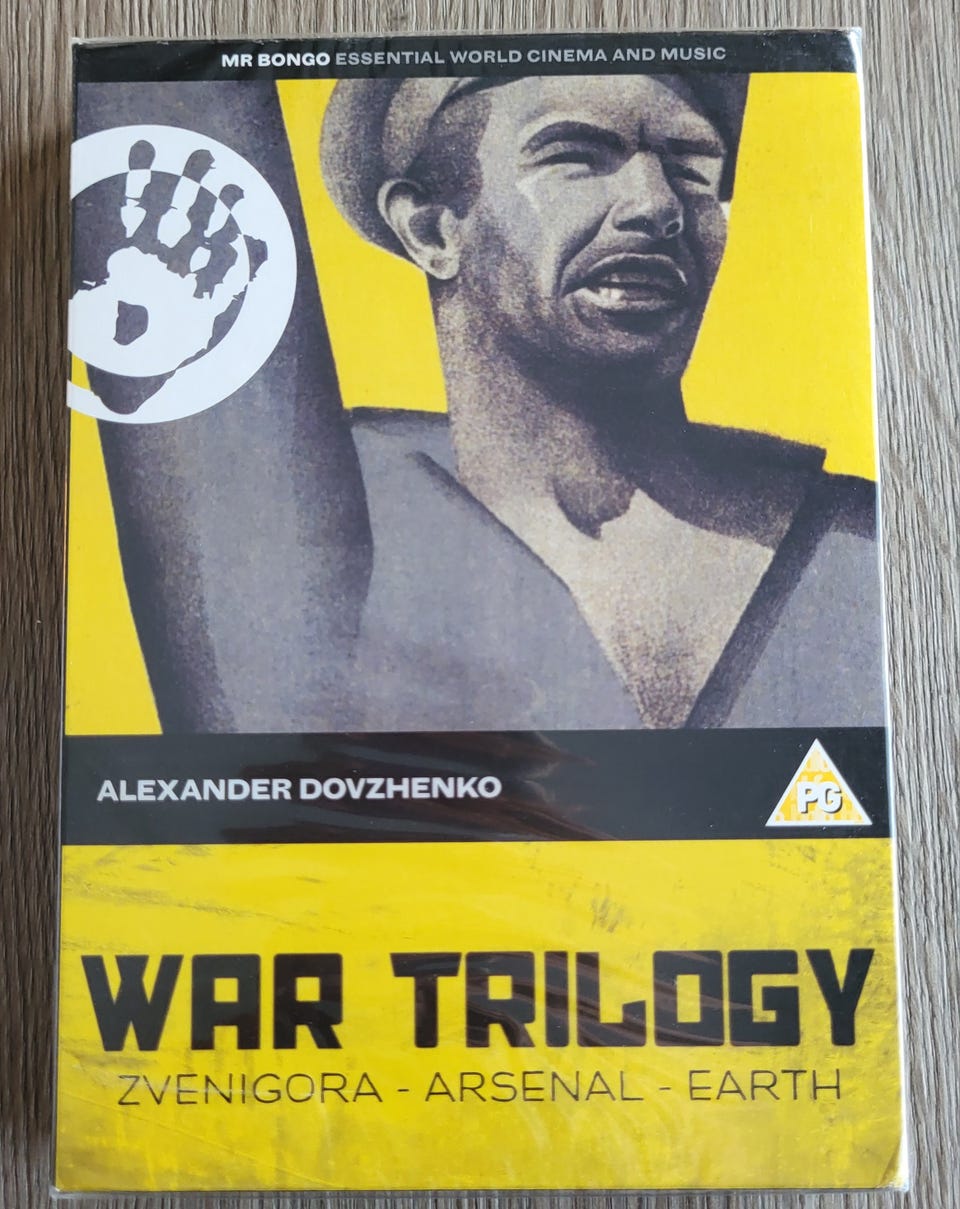 MR BONGO ESSENTIAL WORLD CINEMA AND MUSIC
ALEXANDER DOVZHENKO
PG
WAR TRILOGY
ZVENIGORA - ARSENAL - EARTH